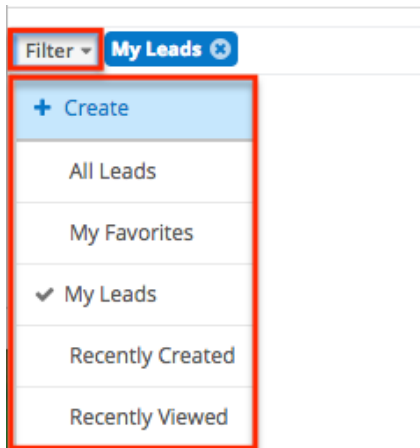 Filter My Leads
Create
All Leads
My Favorites
My Leads
Recently Created
Recently Viewed